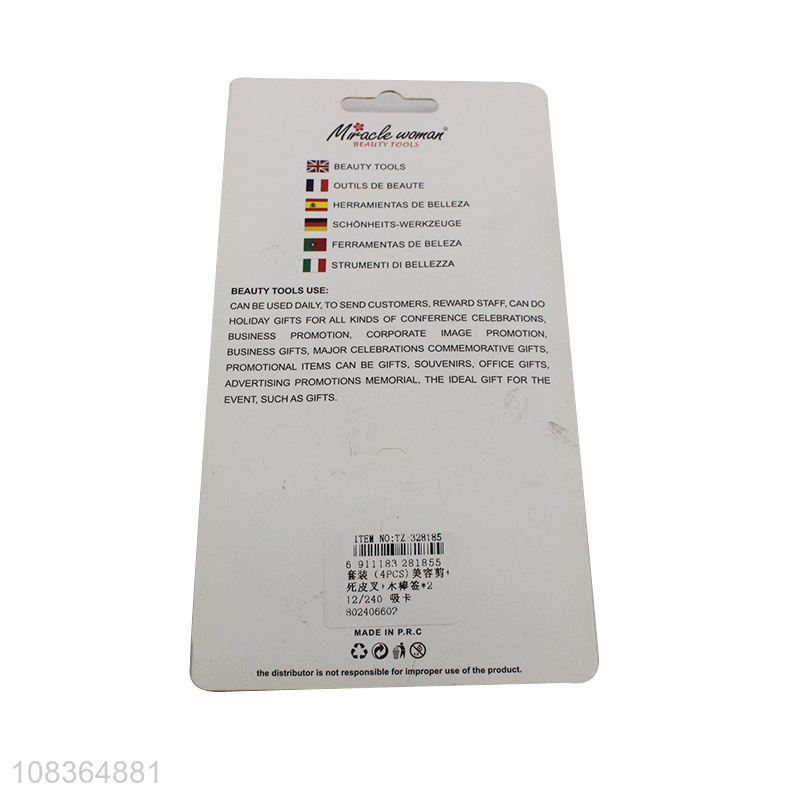 Miracle woman®
BEAUTY TOOLS
BEAUTY TOOLS
OUTILS DE BEAUTE
HERRAMIENTAS DE BELLEZA
SCHÖNHEITS-WERKZEUGE
FERRAMENTAS DE BELEZA
STRUMENTI DI BELLEZZA
BEAUTY TOOLS USE:
CAN BE USED DAILY, TO SEND CUSTOMERS, REWARD STAFF, CAN DO
HOLIDAY GIFTS FOR ALL KINDS OF CONFERENCE CELEBRATIONS,
BUSINESS PROMOTION, CORPORATE IMAGE PROMOTION,
BUSINESS GIFTS, MAJOR CELEBRATIONS COMMEMORATIVE GIFTS,
PROMOTIONAL ITEMS CAN BE GIFTS, SOUVENIRS, OFFICE GIFTS,
ADVERTISING PROMOTIONS MEMORIAL, THE IDEAL GIFT FOR THE
EVENT, SUCH AS GIFTS.
ITEM NO:TZ-328185
6 911183 281855
套装 (4PCS)美容剪+
死皮叉+木棒签*2
12/240 吸卡
802406602
MADE IN P.R.C
the distributor is not responsible for improper use of the product.
108364881